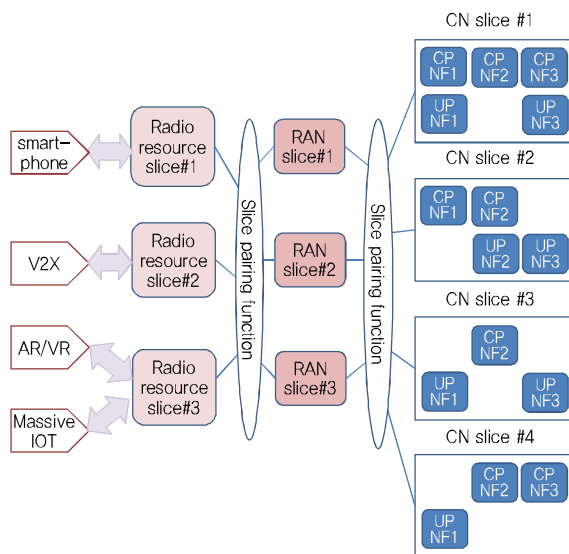 smart-
phone
V2X
AR/VR
Massive
IOT
Radio
resource
slice#1
Radio
resource
slice#2
Radio
resource
slice#3
Slice pairing function
RAN
slice#1
RAN
slice#2
RAN
slice#3
Slice pairing function
CN slice #1
CP
NF1
CP
NF2
CP
NF3
UP
NF1
UP
NF3
CN slice #2
CP
NF1
CP
NF2
UP
NF2
UP
NF3
CN slice #3
CP
NF2
UP
NF1
UP
NF3
CN slice #4
CP
NF2
CP
NF3
UP
NF1